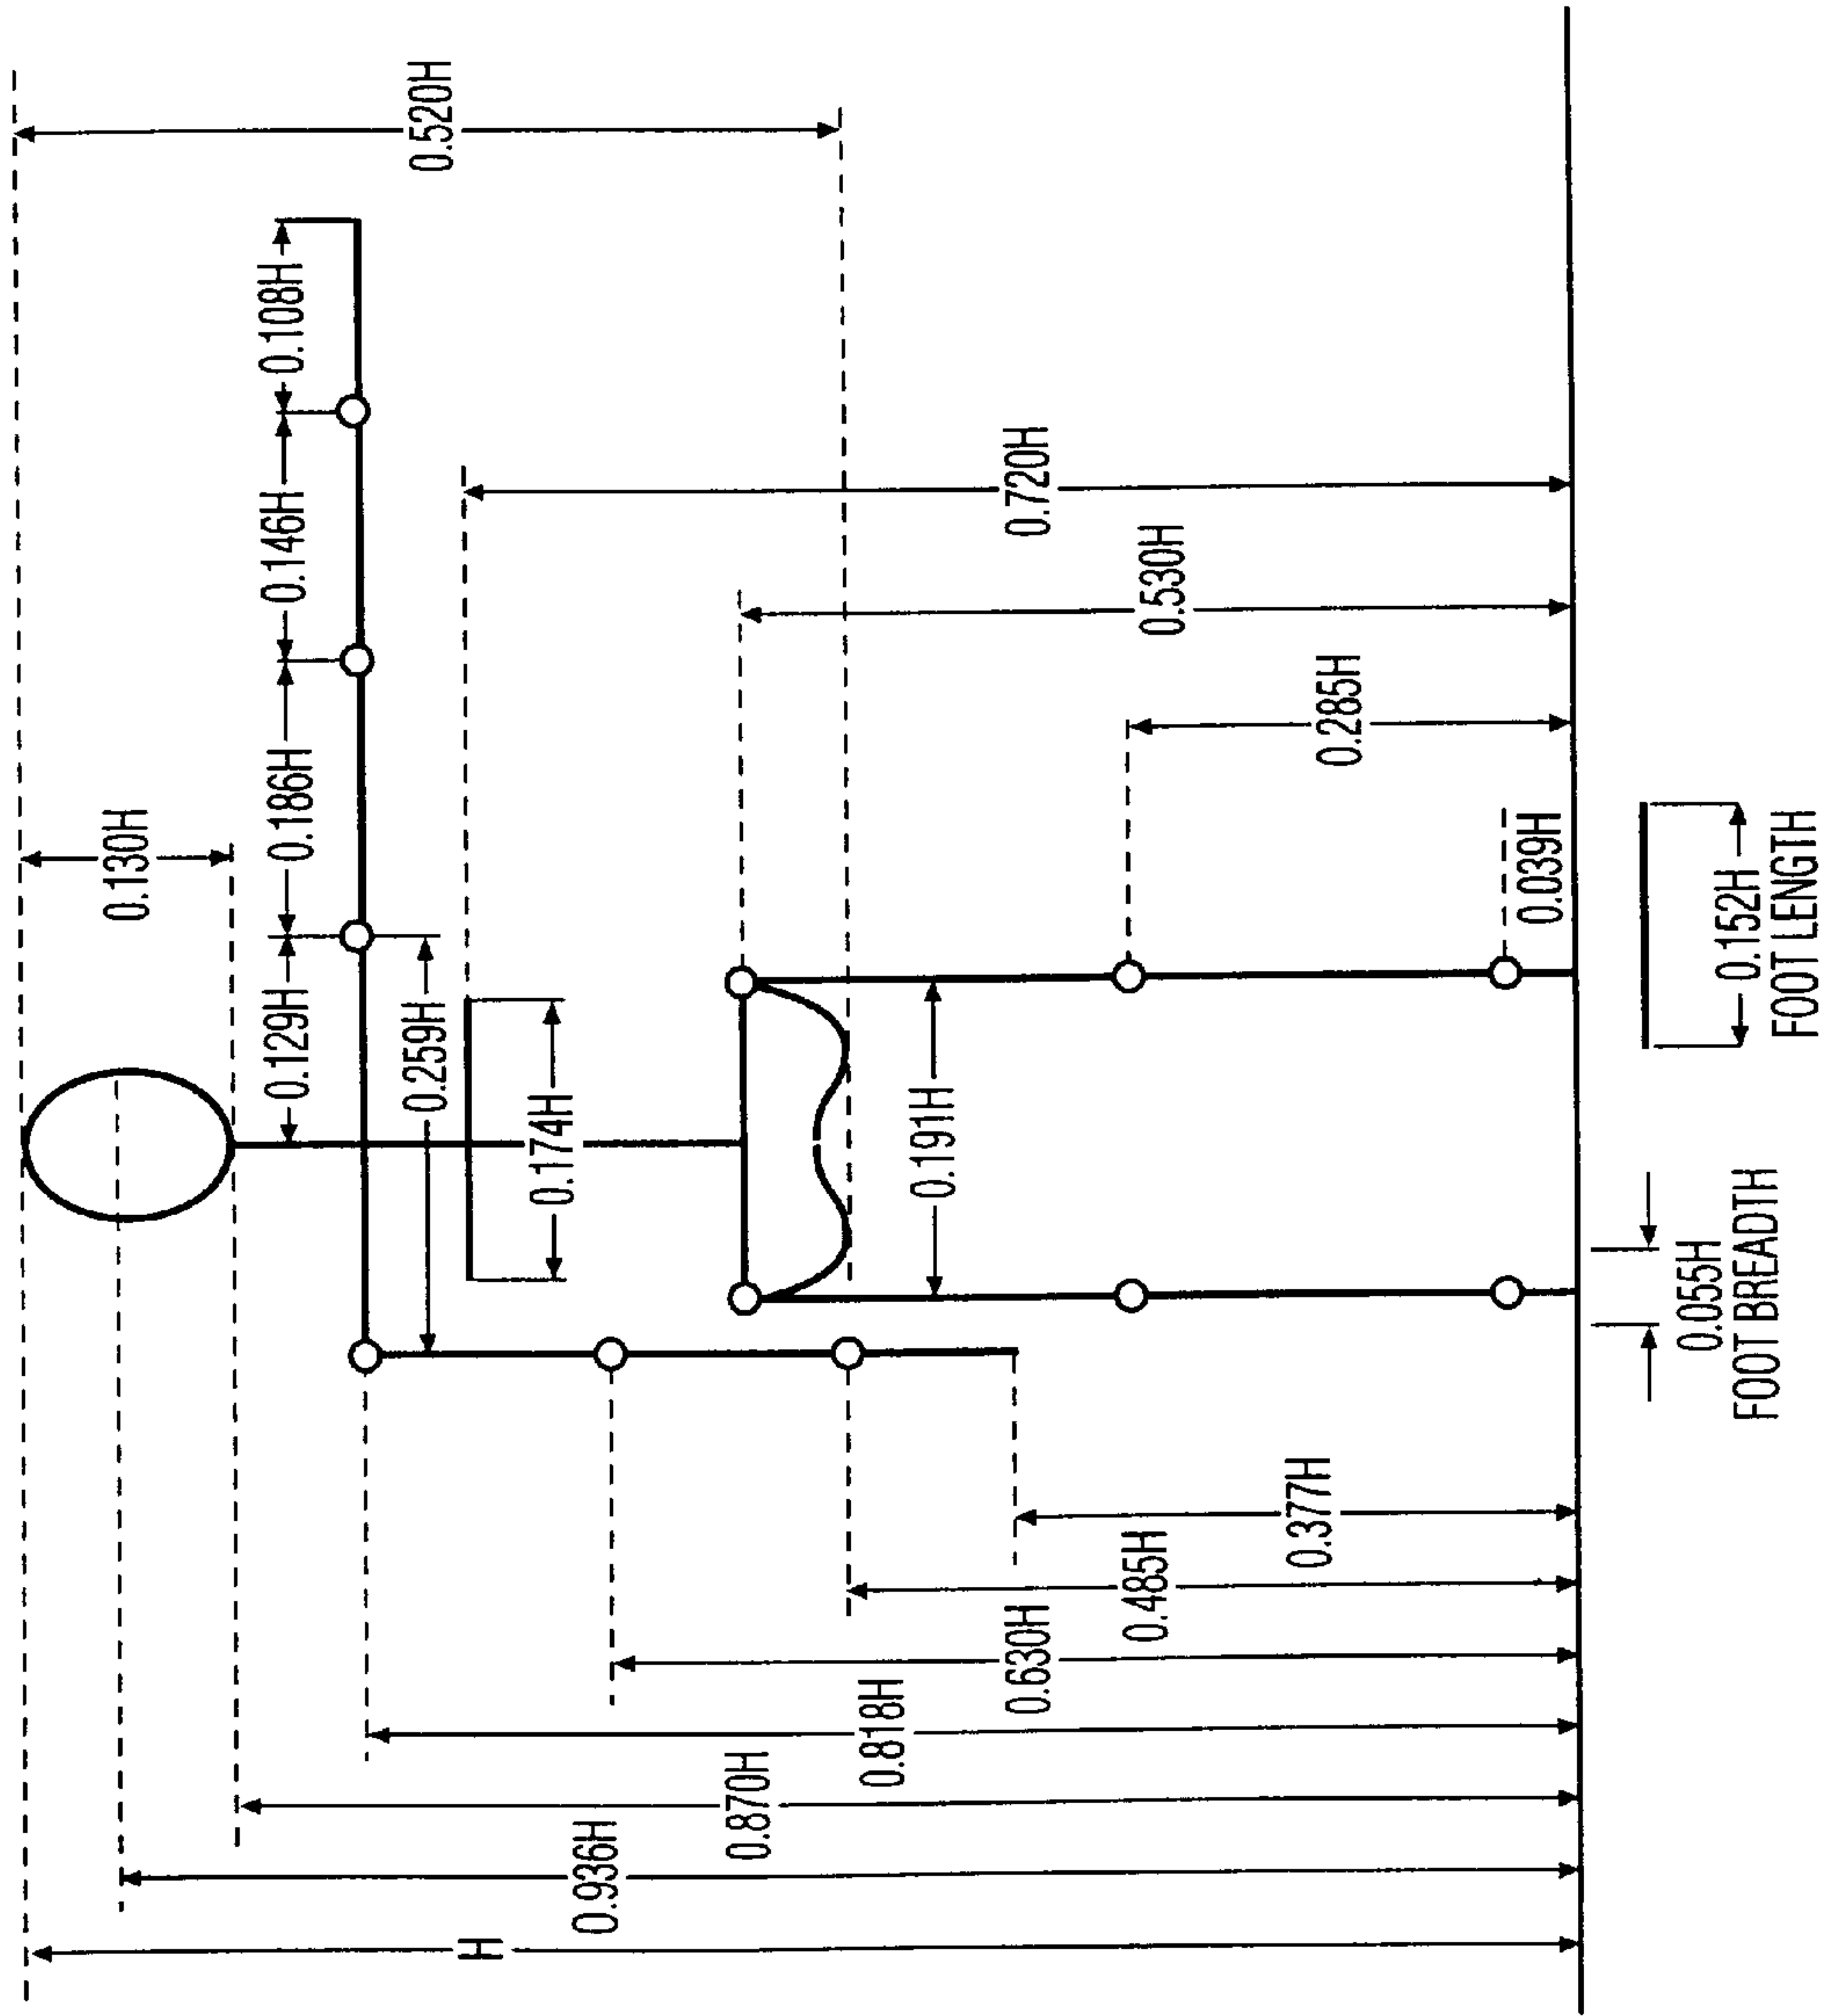 H
0.936H
0.870H
0.818H
0.630H
0.485H
0.377H
0.130H
0.129H
0.186H
0.146H
0.108H
0.520H
0.259H
0.174H
0.191H
0.720H
0.530H
0.285H
0.039H
0.055H
FOOT BREADTH
0.152H
FOOT LENGTH